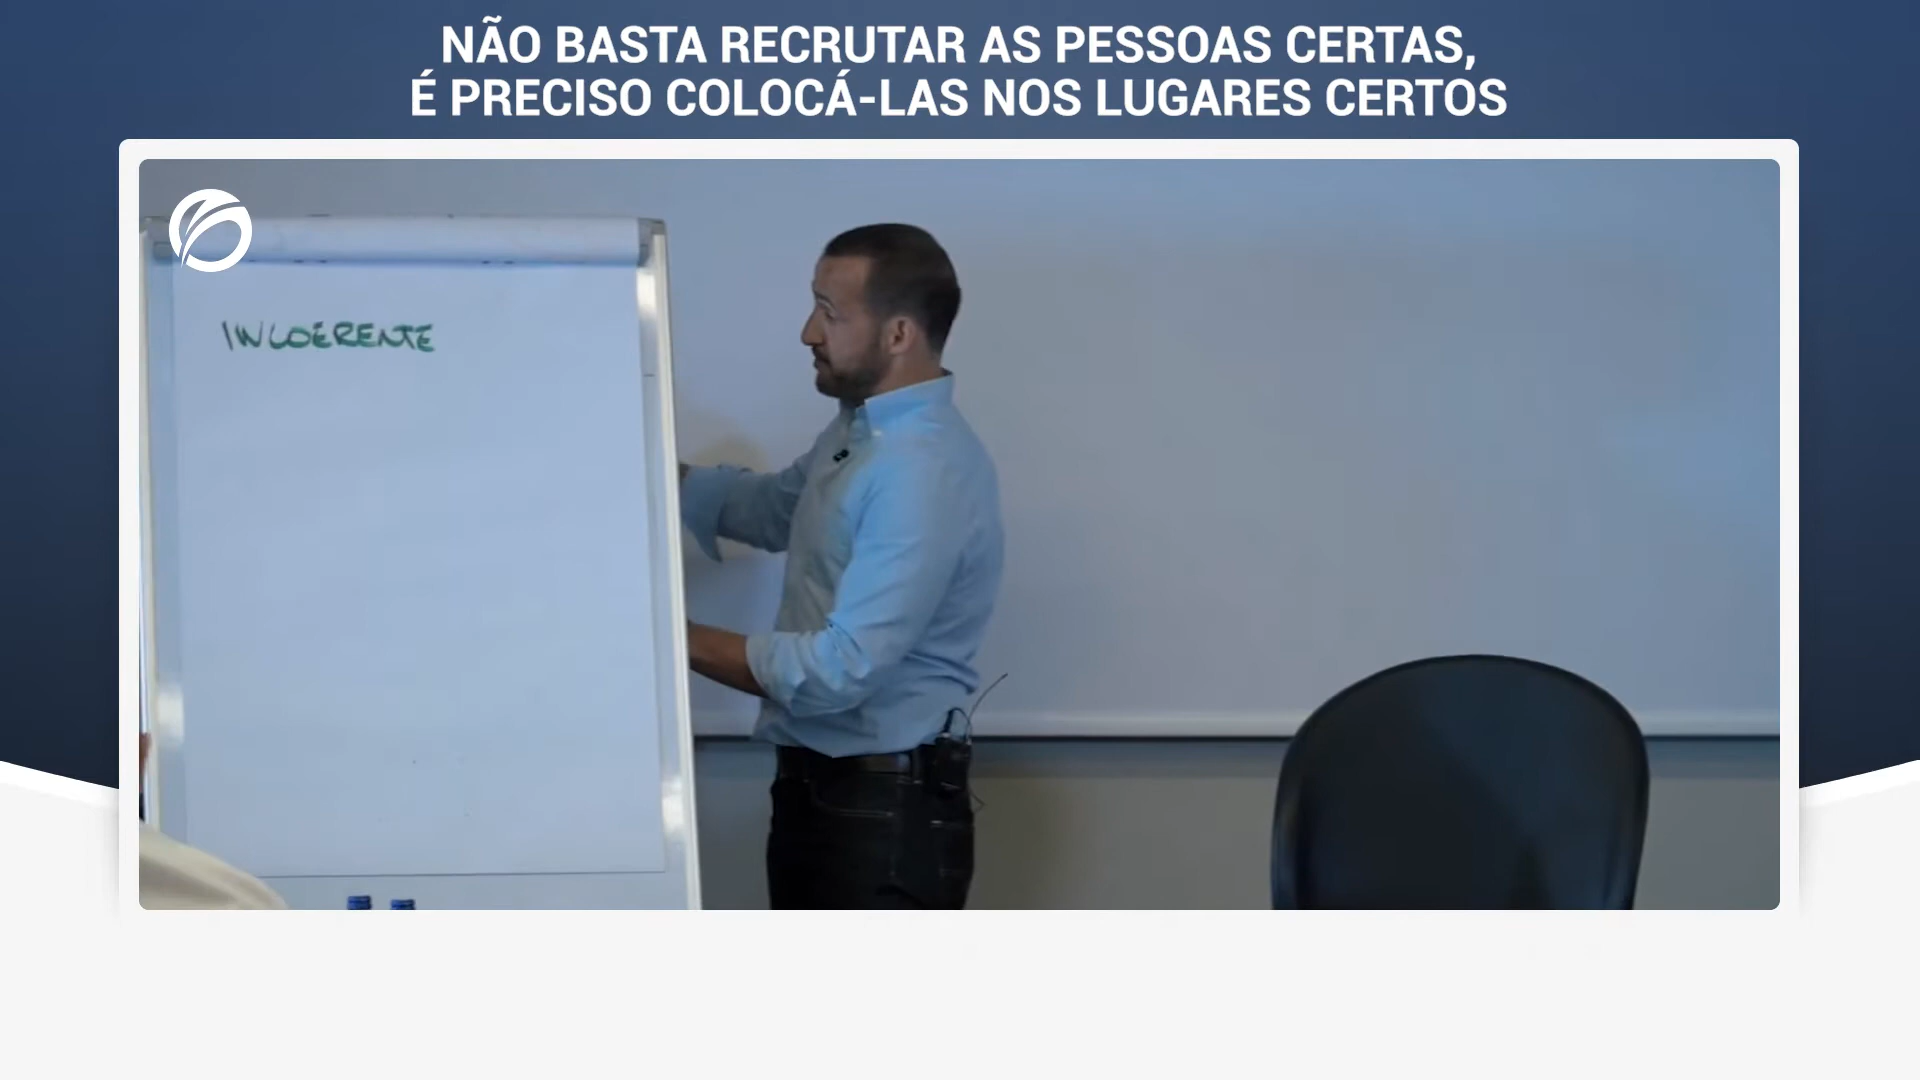 NÃO BASTA RECRUTAR AS PESSOAS CERTAS,
É PRECISO COLOCÁ-LAS NOS LUGARES CERTOS
INCOERENTE